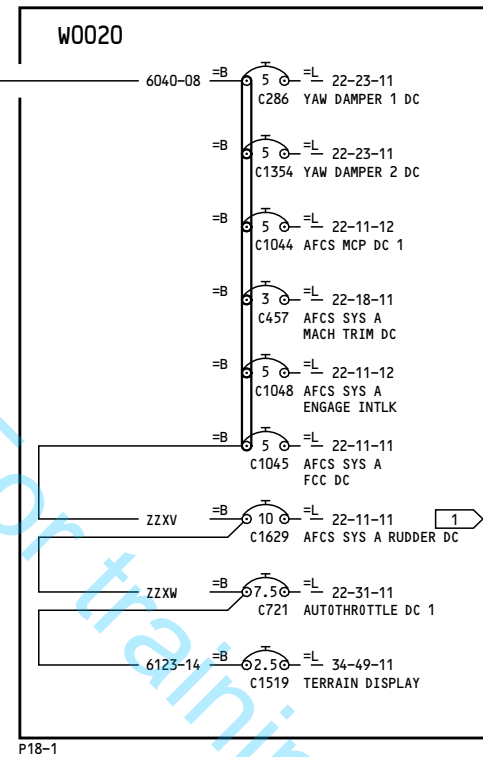 W0020
6040-08 =B 5 =L 22-23-11
C286 YAW DAMPER 1 DC
=B 5 =L 22-23-11
C1354 YAW DAMPER 2 DC
=B 5 =L 22-11-12
C1044 AFCS MCP DC 1
=B 3 =L 22-18-11
C457 AFCS SYS A
MACH TRIM DC
=B 5 =L 22-11-12
C1048 AFCS SYS A
ENGAGE INTLK
=B 5 =L 22-11-11
C1045 AFCS SYS A
FCC DC
ZZXV =B 10 =L 22-11-11 1
C1629 AFCS SYS A RUDDER DC
ZZXW =B 7.5 =L 22-31-11
C721 AUTOTHROTTLE DC 1
6123-14 =B 2.5 =L 34-49-11
C1519 TERRAIN DISPLAY
P18-1
For trainin